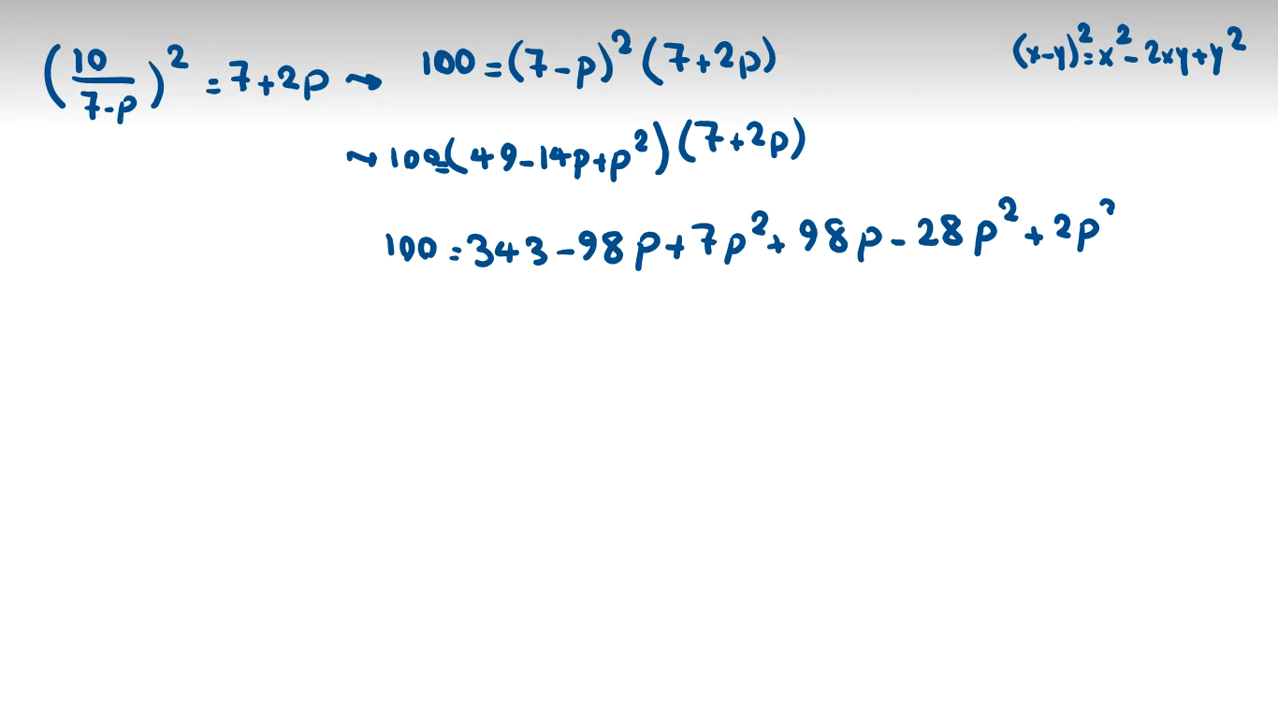 (10/(7-p))² = 7+2p ⇝ 100 = (7-p)² (7+2p)
(x-y)² = x² - 2xy + y²
⇝ 100 = (49-14p+p²)(7+2p)
100 = 343 - 98p + 7p² + 98p - 28p² + 2p